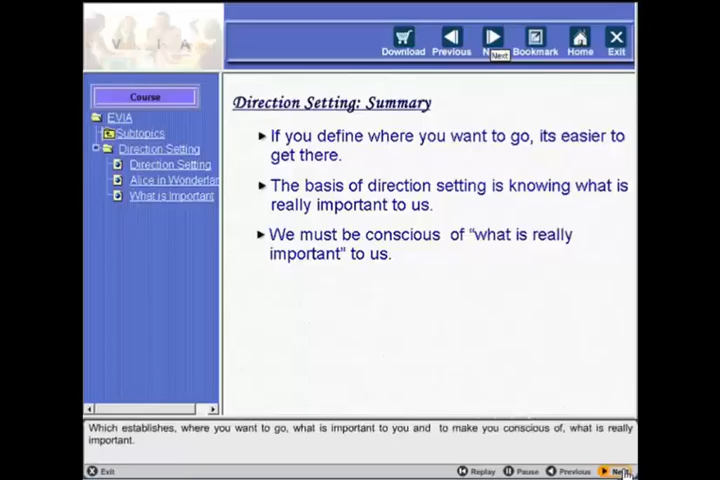 V I A
Download Previous Bookmark Home Exit
Next
Course
EVIA
Subtopics
Direction Setting
Direction Setting
Alice in Wonderlan
What is Important
Direction Setting: Summary
If you define where you want to go, its easier to
get there.
The basis of direction setting is knowing what is
really important to us.
We must be conscious of “what is really
important” to us.
Which establishes, where you want to go, what is important to you and to make you conscious of, what is really
important.
Exit Replay Pause Previous Next